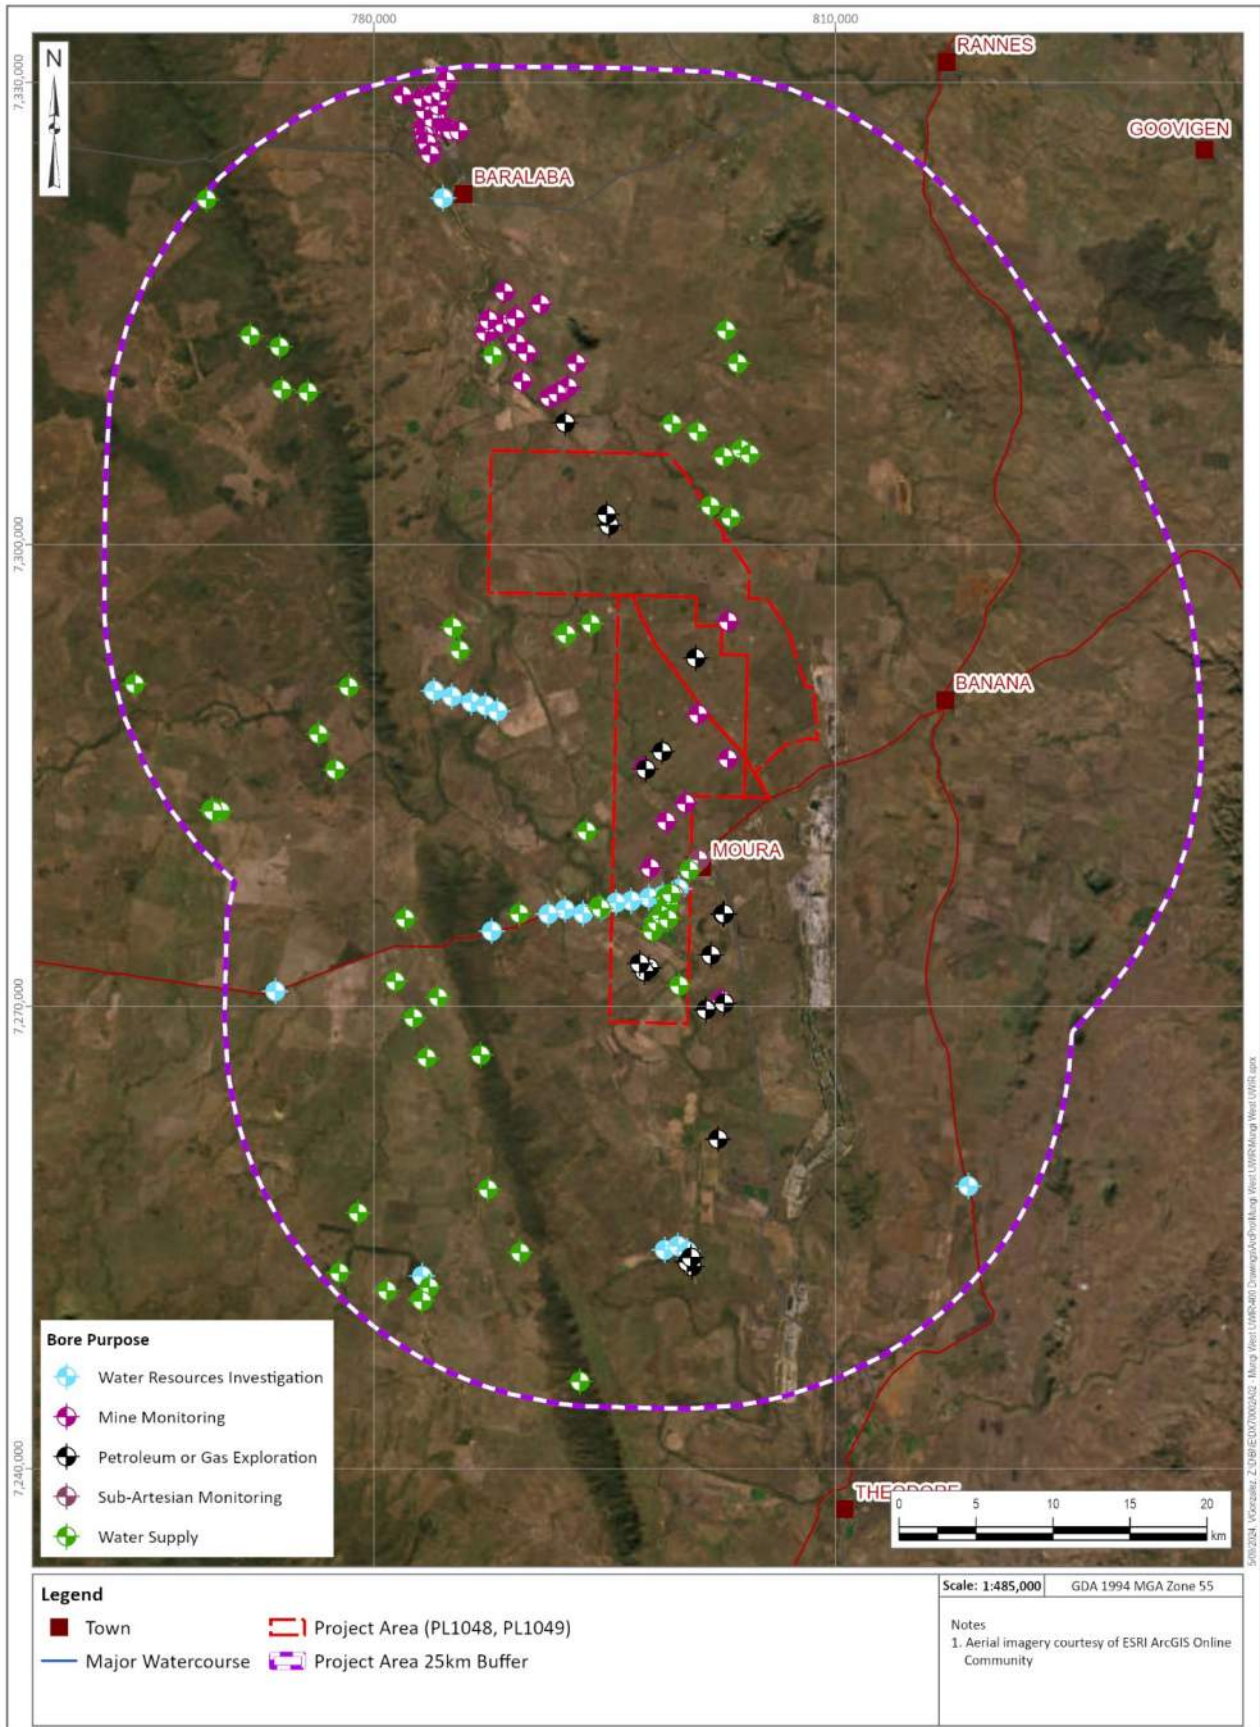 780,000
810,000
7,330,000
7,300,000
7,270,000
7,240,000
N
RANNES
GOOVIGEN
BARALABA
BANANA
MOURA
THEODORE
Bore Purpose
Water Resources Investigation
Mine Monitoring
Petroleum or Gas Exploration
Sub-Artesian Monitoring
Water Supply
0 5 10 15 20
km
Legend
Town
Major Watercourse
Project Area (PL1048, PL1049)
Project Area 25km Buffer
Scale: 1:485,000
GDA 1994 MGA Zone 55
Notes
1. Aerial imagery courtesy of ESRI ArcGIS Online
Community